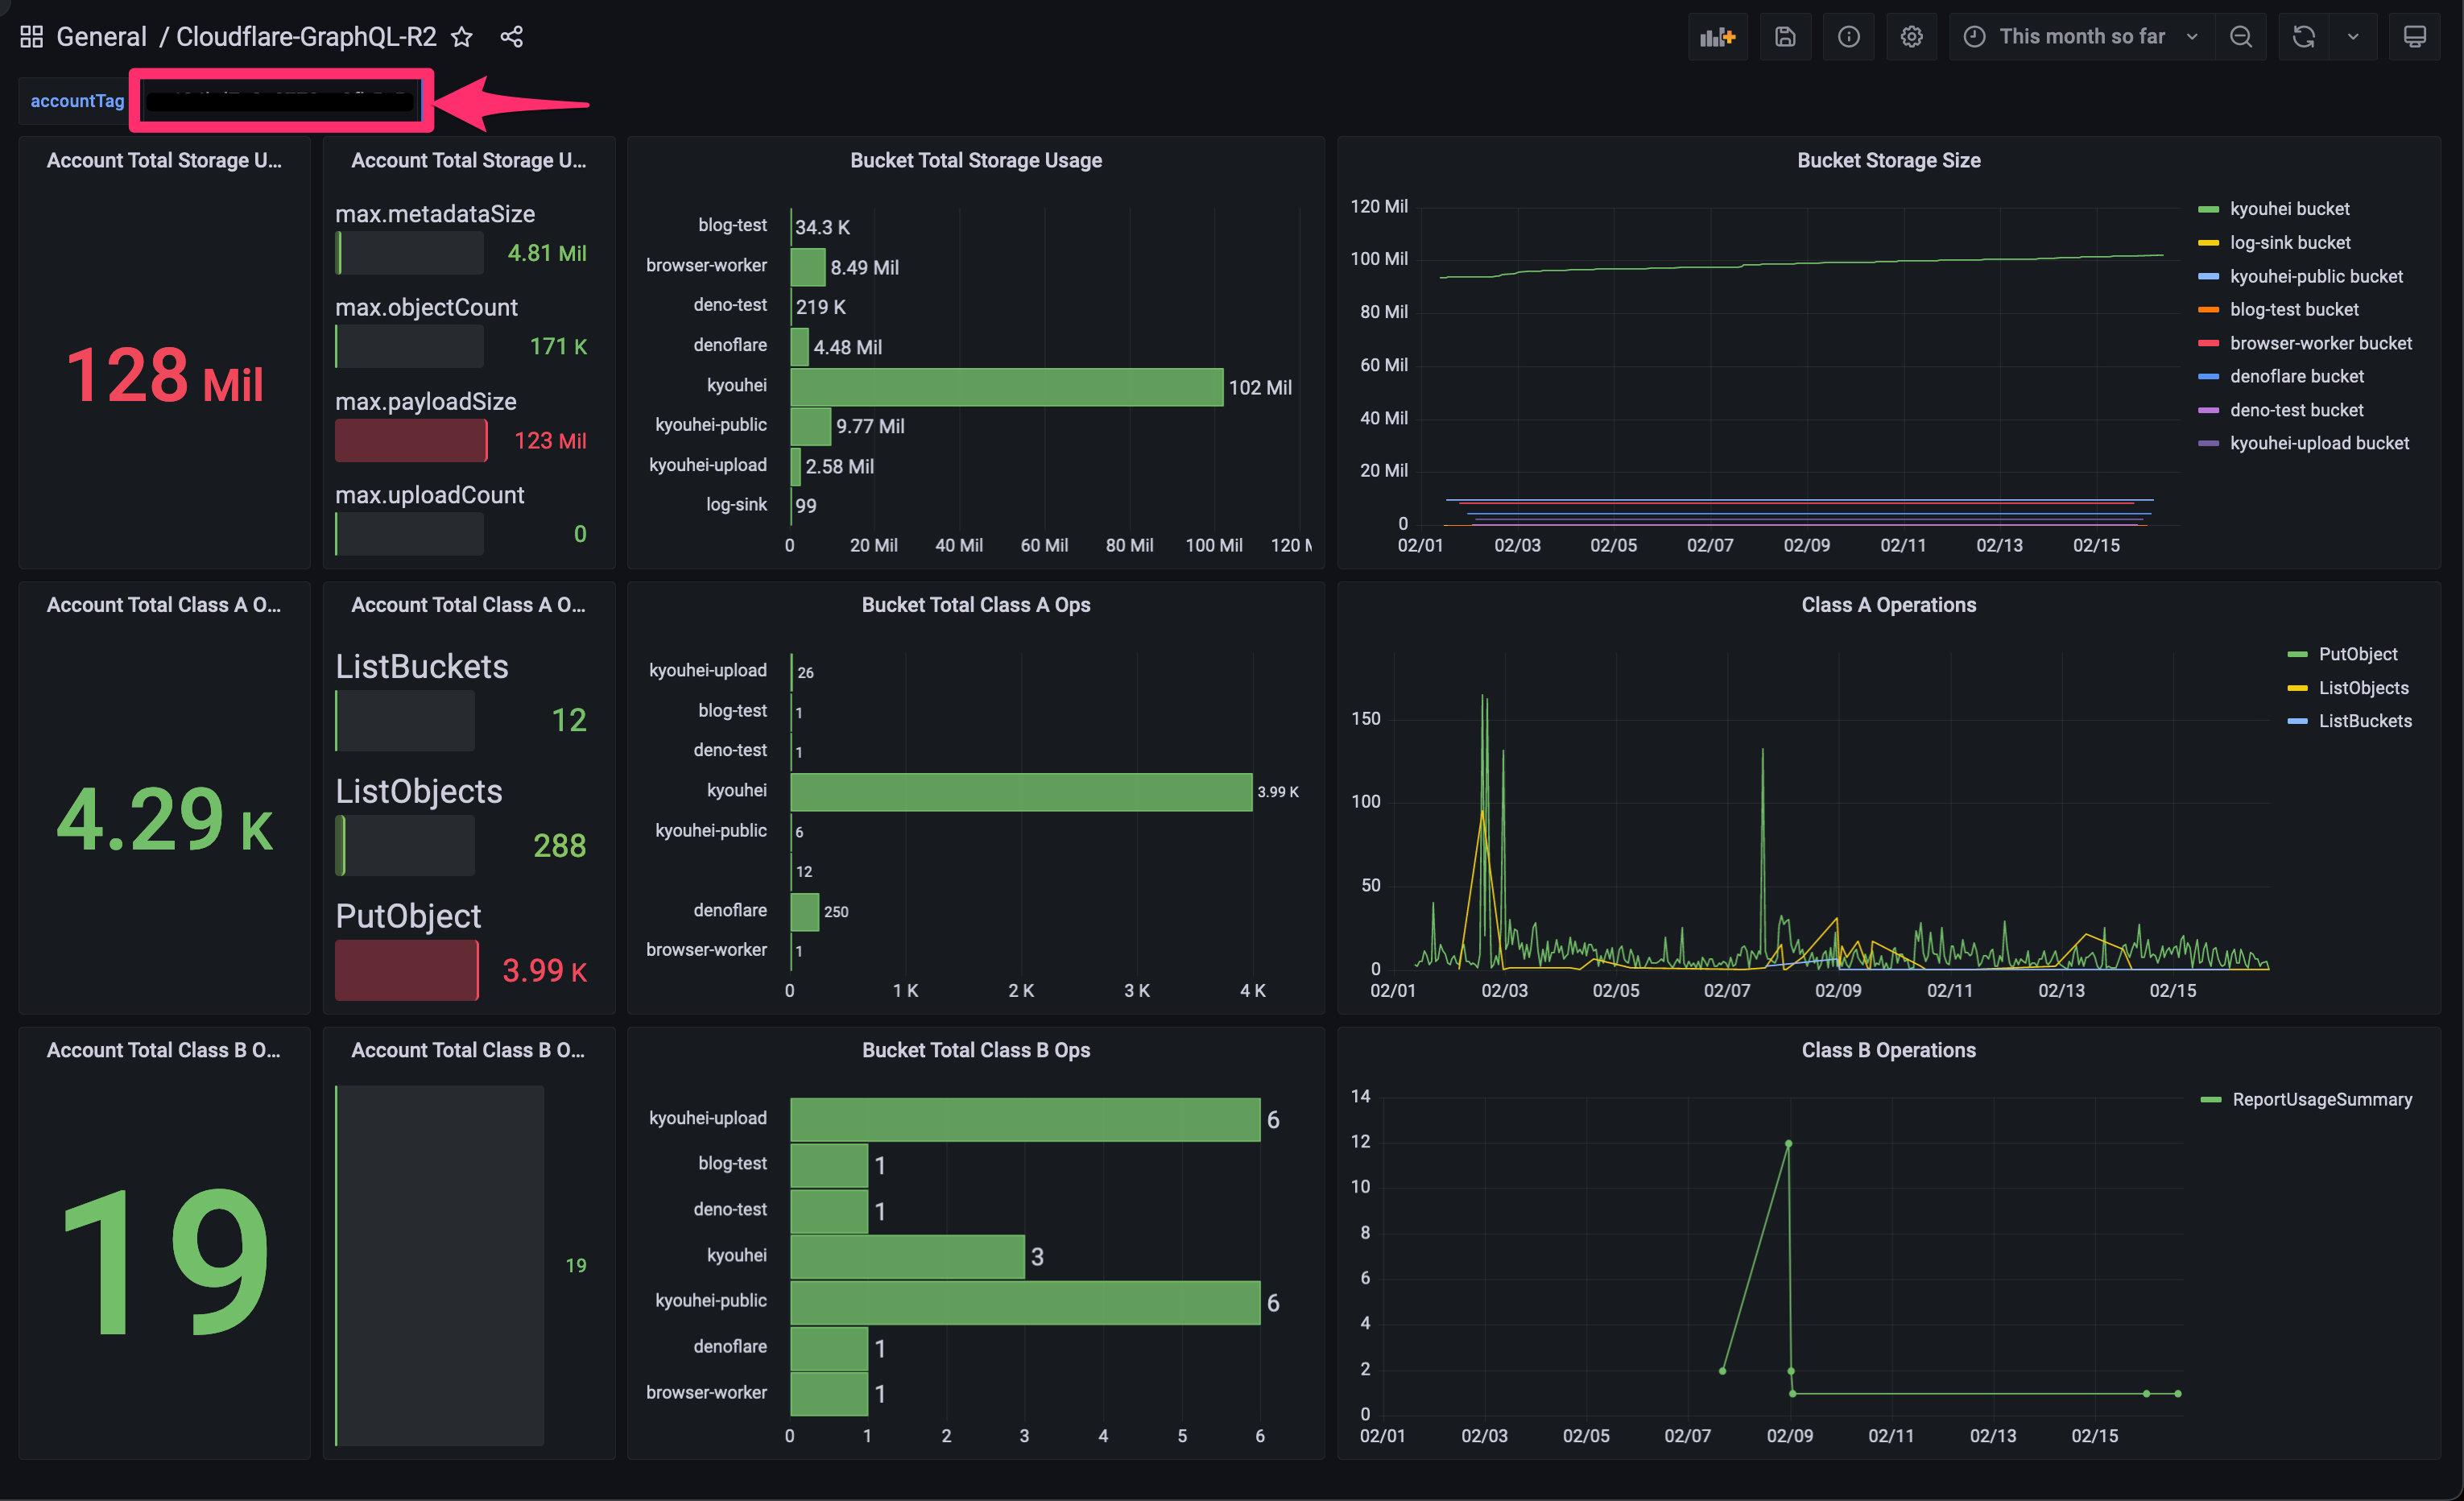 General / Cloudflare-GraphQL-R2
This month so far
accountTag
Account Total Storage U...
128 Mil
Account Total Storage U...
max.metadataSize
4.81 Mil
max.objectCount
171 K
max.payloadSize
123 Mil
max.uploadCount
0
Bucket Total Storage Usage
blog-test 34.3 K
browser-worker 8.49 Mil
deno-test 219 K
denoflare 4.48 Mil
kyouhei 102 Mil
kyouhei-public 9.77 Mil
kyouhei-upload 2.58 Mil
log-sink 99
0 20 Mil 40 Mil 60 Mil 80 Mil 100 Mil 120 M
Bucket Storage Size
120 Mil
100 Mil
80 Mil
60 Mil
40 Mil
20 Mil
0
02/01 02/03 02/05 02/07 02/09 02/11 02/13 02/15
kyouhei bucket
log-sink bucket
kyouhei-public bucket
blog-test bucket
browser-worker bucket
denoflare bucket
deno-test bucket
kyouhei-upload bucket
Account Total Class A O...
4.29 K
Account Total Class A O...
ListBuckets
12
ListObjects
288
PutObject
3.99 K
Bucket Total Class A Ops
kyouhei-upload 26
blog-test 1
deno-test 1
kyouhei 3.99 K
kyouhei-public 6
12
denoflare 250
browser-worker 1
0 1 K 2 K 3 K 4 K
Class A Operations
150
100
50
0
02/01 02/03 02/05 02/07 02/09 02/11 02/13 02/15
PutObject
ListObjects
ListBuckets
Account Total Class B O...
19
Account Total Class B O...
19
Bucket Total Class B Ops
kyouhei-upload 6
blog-test 1
deno-test 1
kyouhei 3
kyouhei-public 6
denoflare 1
browser-worker 1
0 1 2 3 4 5 6
Class B Operations
14
12
10
8
6
4
2
0
02/01 02/03 02/05 02/07 02/09 02/11 02/13 02/15
ReportUsageSummary